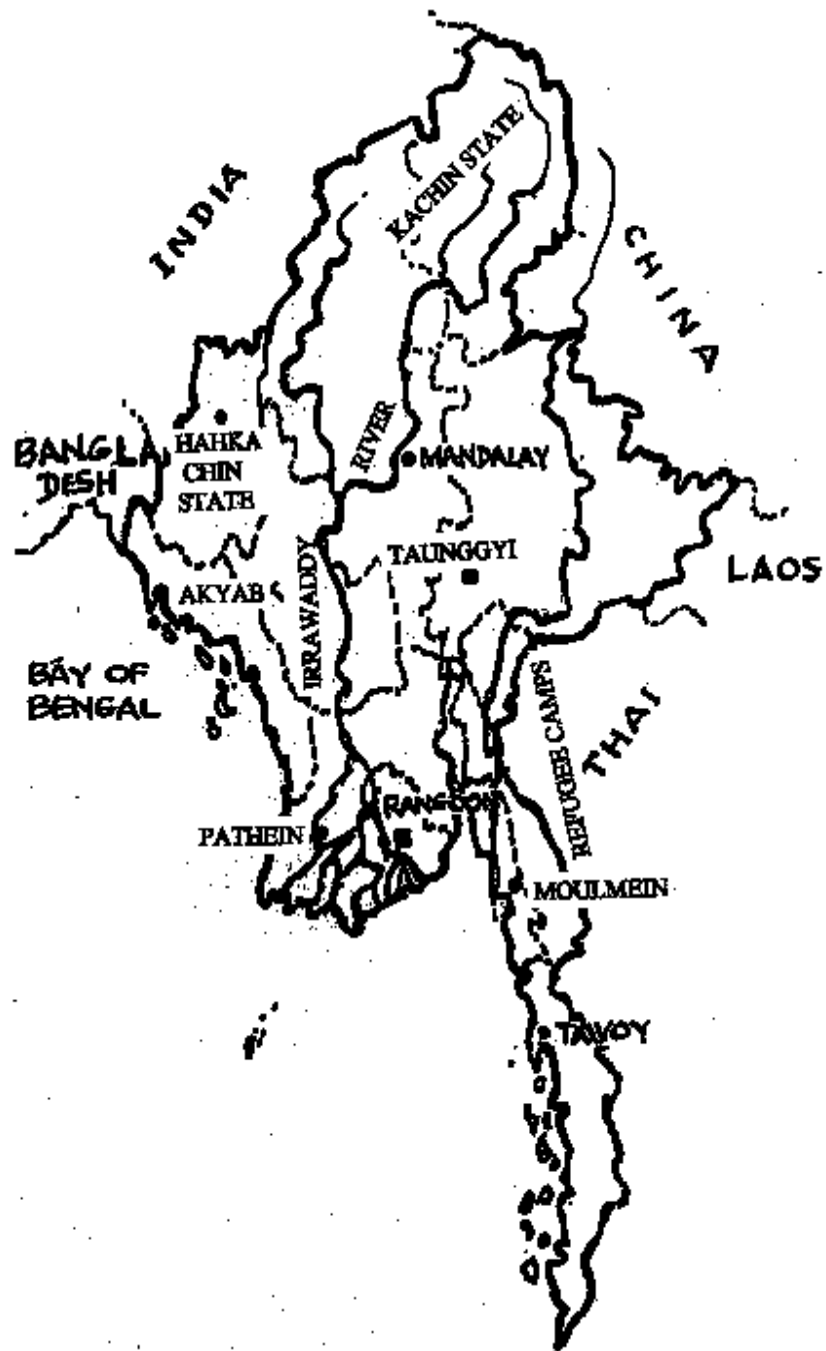 KACHIN STATE
INDIA
CHINA
BANGLA
DESH
HAHKA
CHIN
STATE
RIVER
MANDALAY
TAUNGGYI
LAOS
AKYAB
IRRAWADDY
BAY OF
BENGAL
REFUGEE CAMPS
THAI
RANGOON
PATHEIN
MOULMEIN
TAVOY